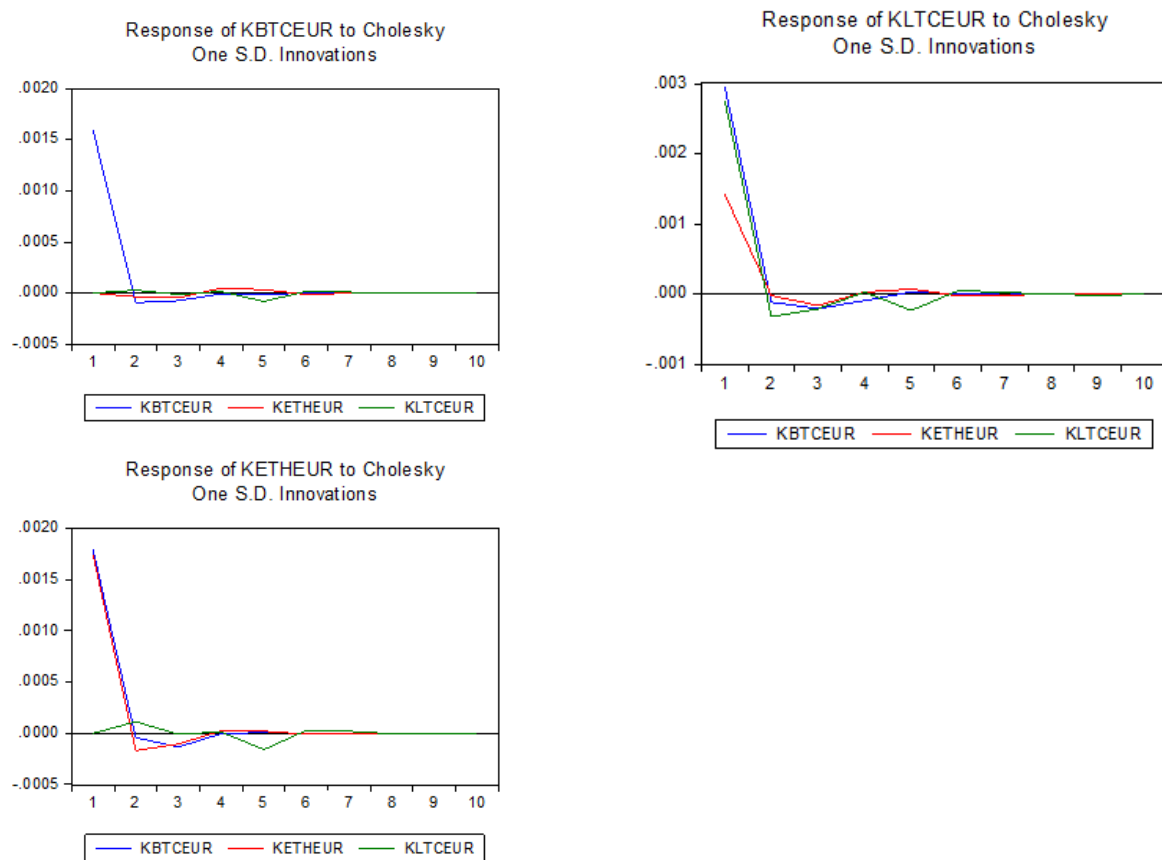 Response of KBTCEUR to Cholesky
One S.D. Innovations
.0020
.0015
.0010
.0005
.0000
-.0005
1 2 3 4 5 6 7 8 9 10
KBTCEUR KETHEUR KLTCEUR
Response of KLTCEUR to Cholesky
One S.D. Innovations
.003
.002
.001
.000
-.001
1 2 3 4 5 6 7 8 9 10
KBTCEUR KETHEUR KLTCEUR
Response of KETHEUR to Cholesky
One S.D. Innovations
.0020
.0015
.0010
.0005
.0000
-.0005
1 2 3 4 5 6 7 8 9 10
KBTCEUR KETHEUR KLTCEUR